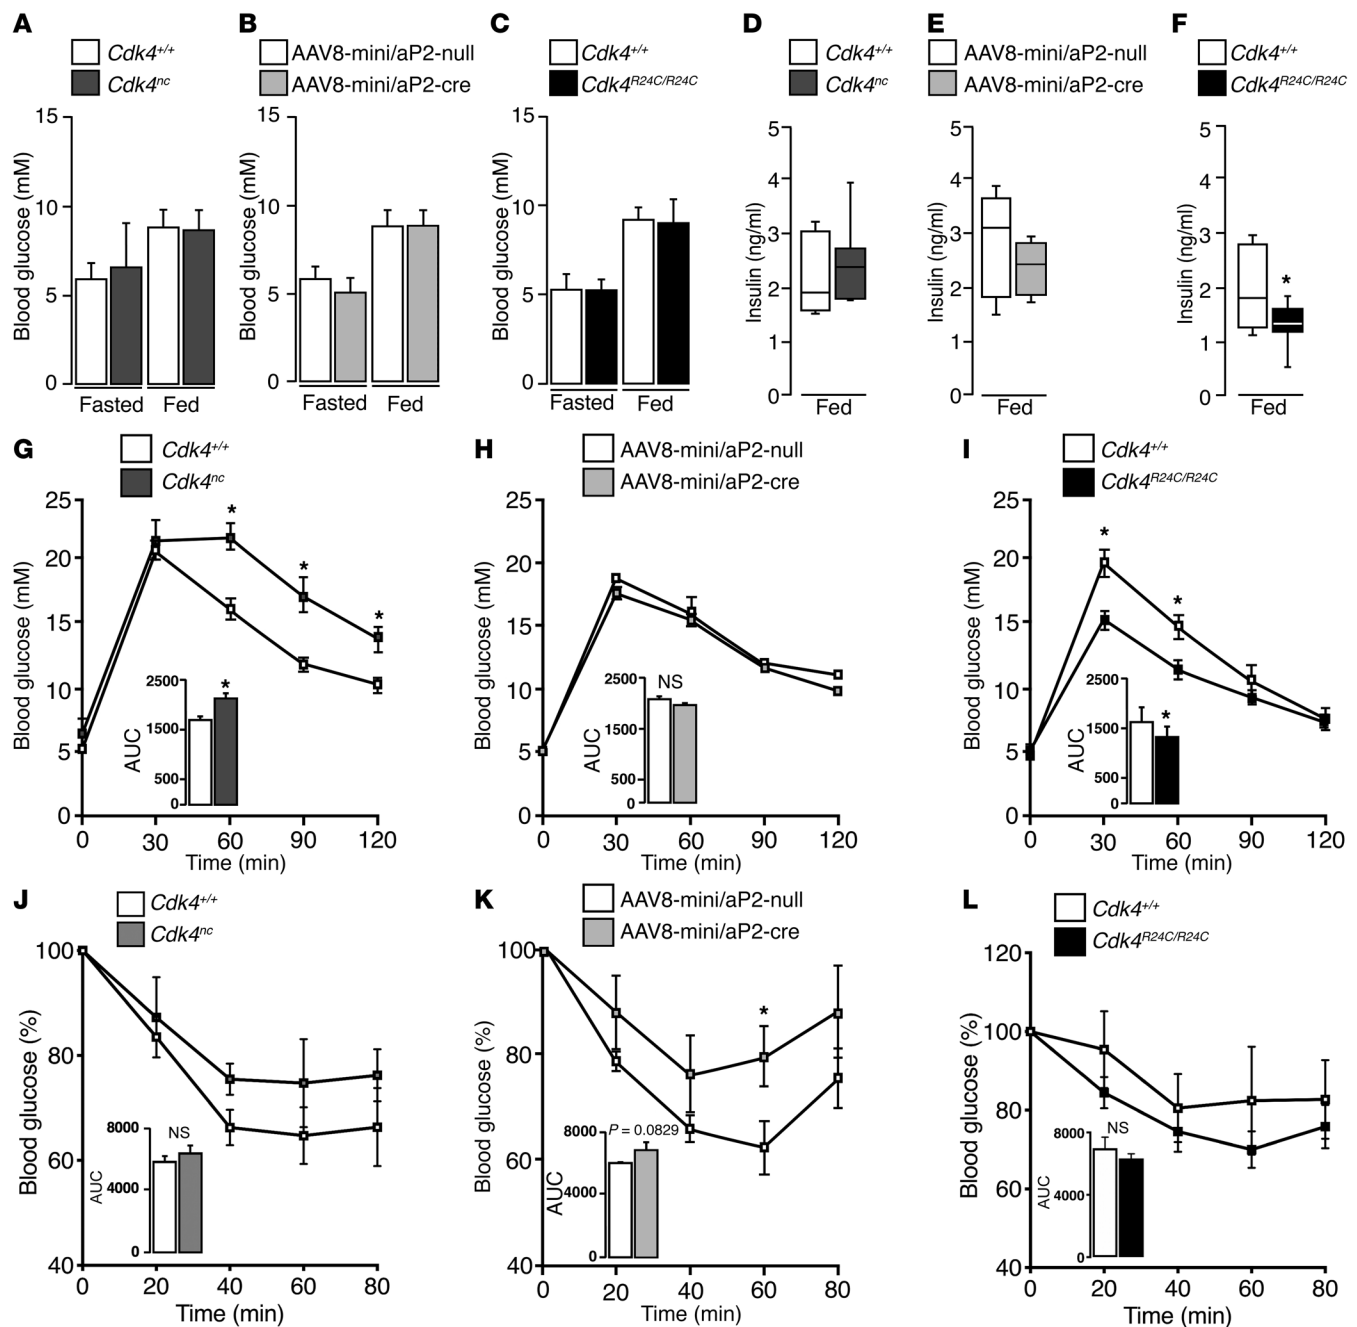 A
Cdk4+/+
Cdk4nc
Blood glucose (mM)
15
10
5
0
Fasted
Fed
B
AAV8-mini/aP2-null
AAV8-mini/aP2-cre
Blood glucose (mM)
15
10
5
0
Fasted
Fed
C
Cdk4+/+
Cdk4R24C/R24C
Blood glucose (mM)
15
10
5
0
Fasted
Fed
D
Cdk4+/+
Cdk4nc
Insulin (ng/ml)
5
4
3
2
1
0
Fed
E
AAV8-mini/aP2-null
AAV8-mini/aP2-cre
Insulin (ng/ml)
5
4
3
2
1
0
Fed
F
Cdk4+/+
Cdk4R24C/R24C
Insulin (ng/ml)
5
4
3
2
1
0
*
Fed
G
Cdk4+/+
Cdk4nc
Blood glucose (mM)
25
20
15
10
5
0
* * *
AUC
2500
1500
500
0
*
0 30 60 90 120
Time (min)
H
AAV8-mini/aP2-null
AAV8-mini/aP2-cre
Blood glucose (mM)
25
20
15
10
5
0
AUC
2500
1500
500
0
NS
0 30 60 90 120
Time (min)
I
Cdk4+/+
Cdk4R24C/R24C
Blood glucose (mM)
25
20
15
10
5
0
* *
AUC
2500
1500
500
0
*
0 30 60 90 120
Time (min)
J
Cdk4+/+
Cdk4nc
Blood glucose (%)
100
80
60
40
AUC
8000
4000
0
NS
0 20 40 60 80
Time (min)
K
AAV8-mini/aP2-null
AAV8-mini/aP2-cre
Blood glucose (%)
100
80
60
40
*
AUC
8000
4000
0
P = 0.0829
0 20 40 60 80
Time (min)
L
Cdk4+/+
Cdk4R24C/R24C
Blood glucose (%)
120
100
80
60
40
AUC
8000
4000
0
NS
0 20 40 60 80
Time (min)